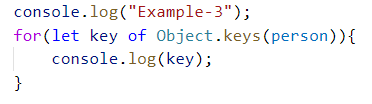 console.log("Example-3");
for(let key of Object.keys(person)){
    console.log(key);
}